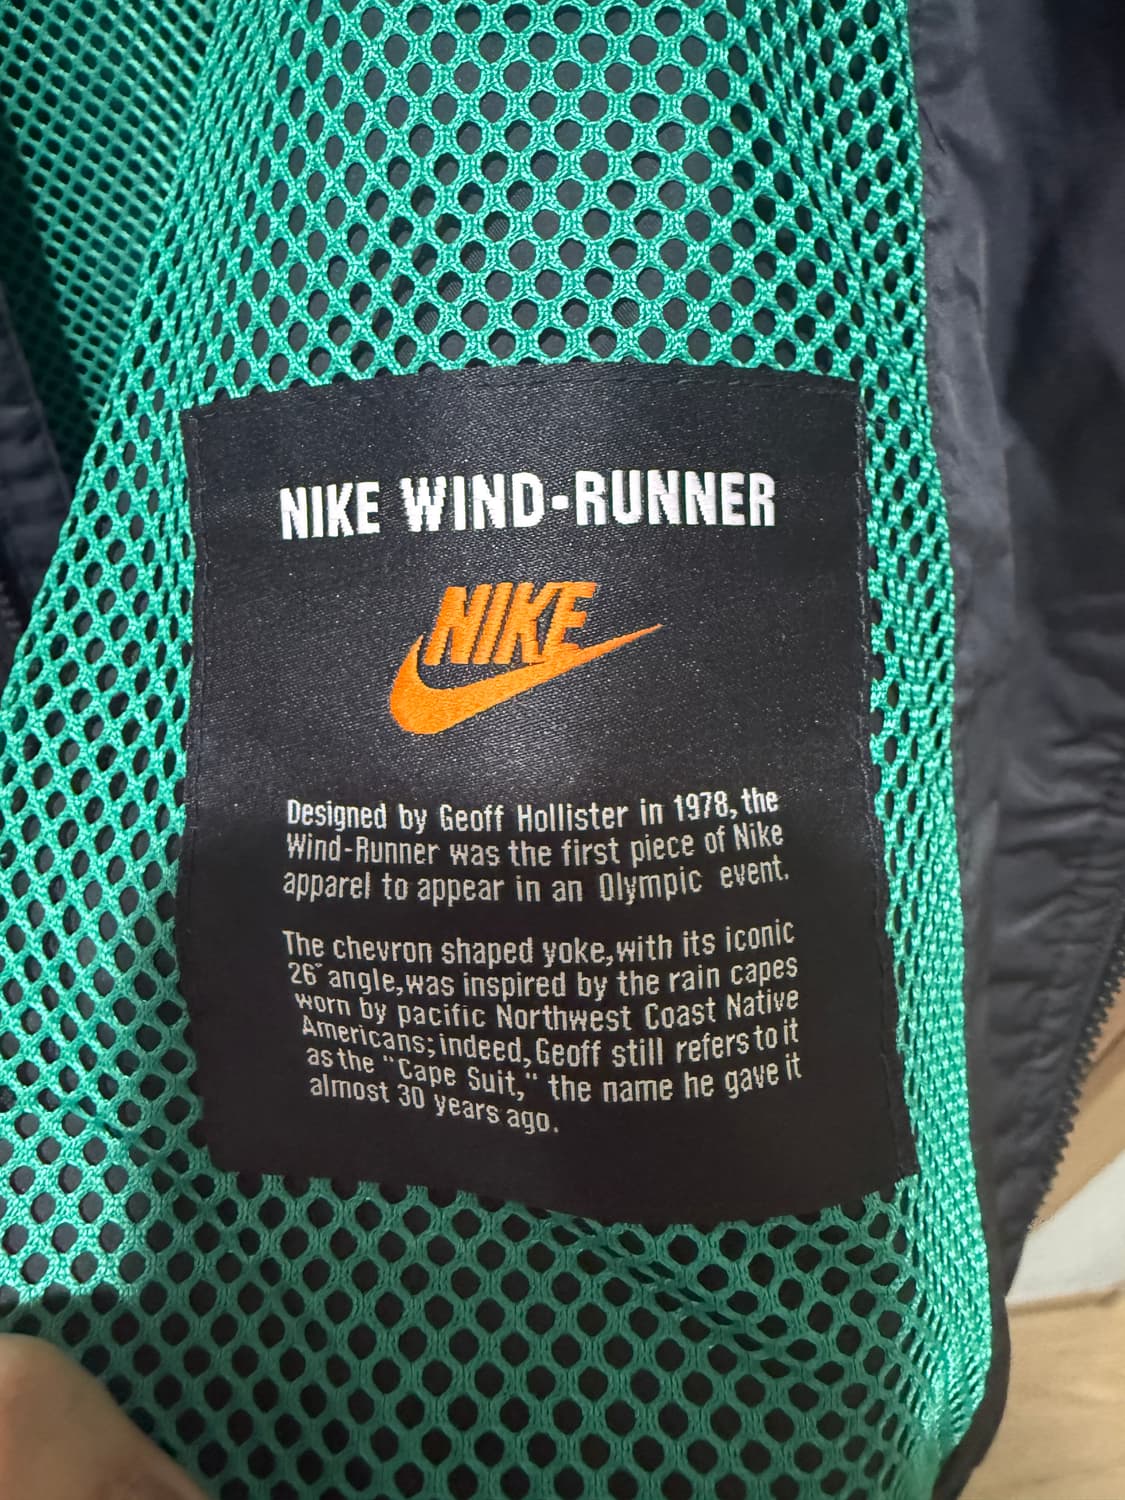 NIKE WIND-RUNNER
NIKE
Designed by Geoff Hollister in 1978, the
Wind-Runner was the first piece of Nike
apparel to appear in an Olympic event.
The chevron shaped yoke, with its iconic
26° angle, was inspired by the rain capes
worn by pacific Northwest Coast Native
Americans; indeed, Geoff still refers to it
as the "Cape Suit," the name he gave it
almost 30 years ago.